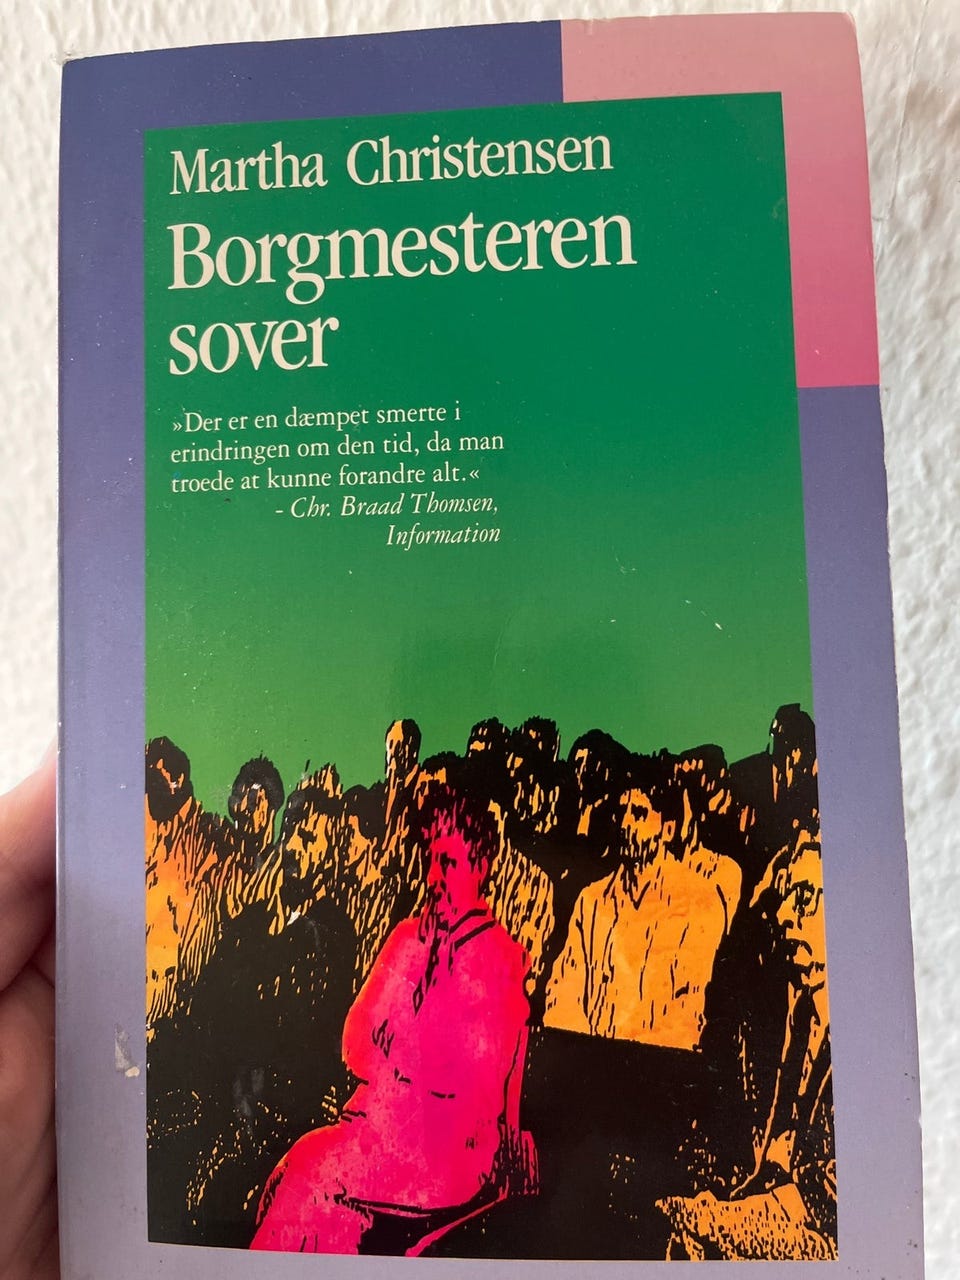 Martha Christensen
Borgmesteren
sover
»Der er en dæmpet smerte i
erindringen om den tid, da man
troede at kunne forandre alt.«
- Chr. Braad Thomsen,
Information